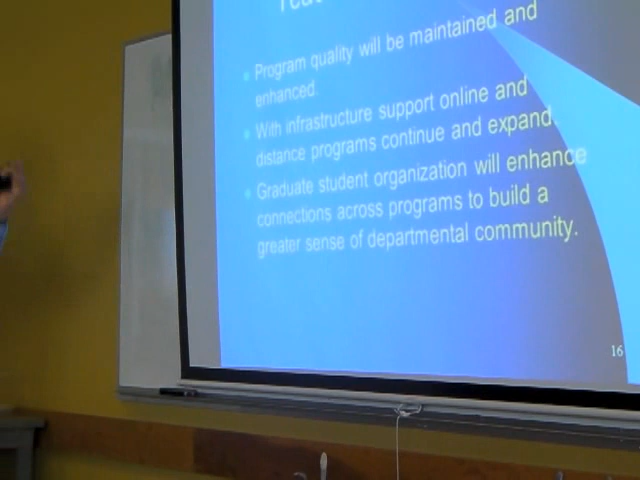 Program quality will be maintained and
enhanced.
With infrastructure support online and
distance programs continue and expand.
Graduate student organization will enhance
connections across programs to build a
greater sense of departmental community.
16